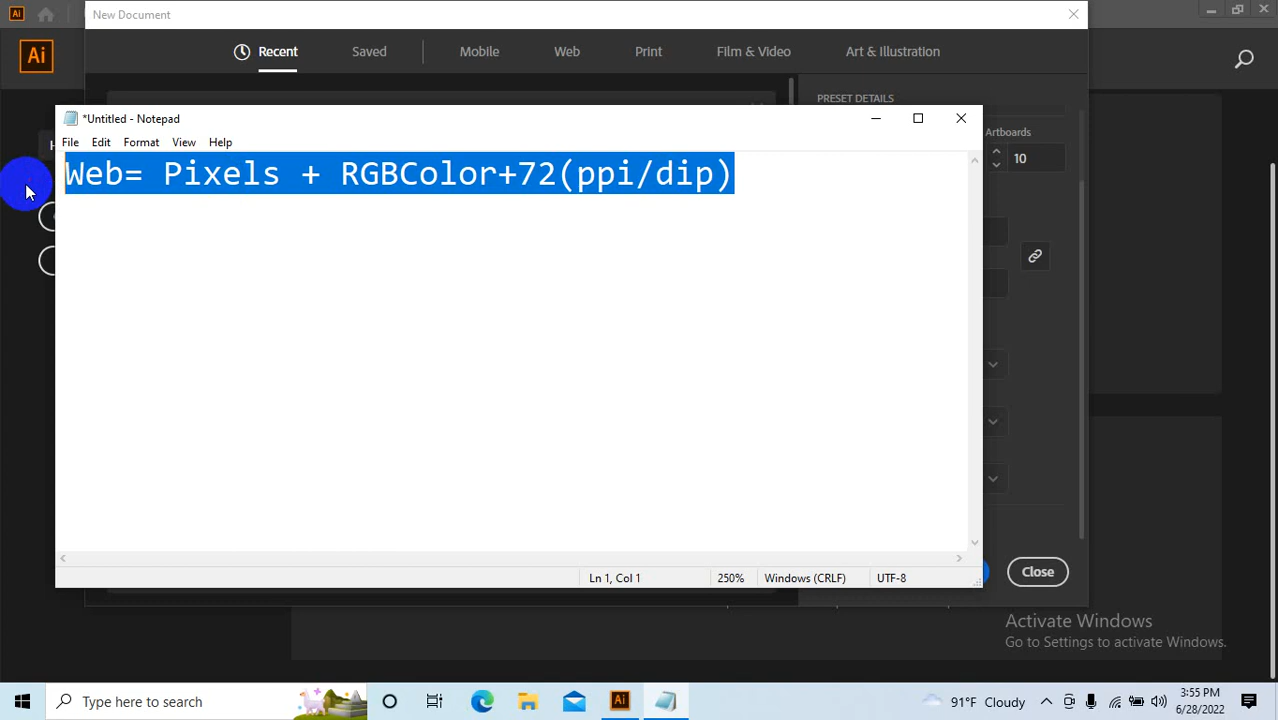 Ai
New Document
Ai
Recent
Saved
Mobile
Web
Print
Film & Video
Art & Illustration
PRESET DETAILS
*Untitled - Notepad
File Edit Format View Help
Artboards
10
Web= Pixels + RGBColor+72(ppi/dip)
Ln 1, Col 1
250%
Windows (CRLF)
UTF-8
Close
Activate Windows
Go to Settings to activate Windows.
Type here to search
Ai
91°F Cloudy
3:55 PM
6/28/2022